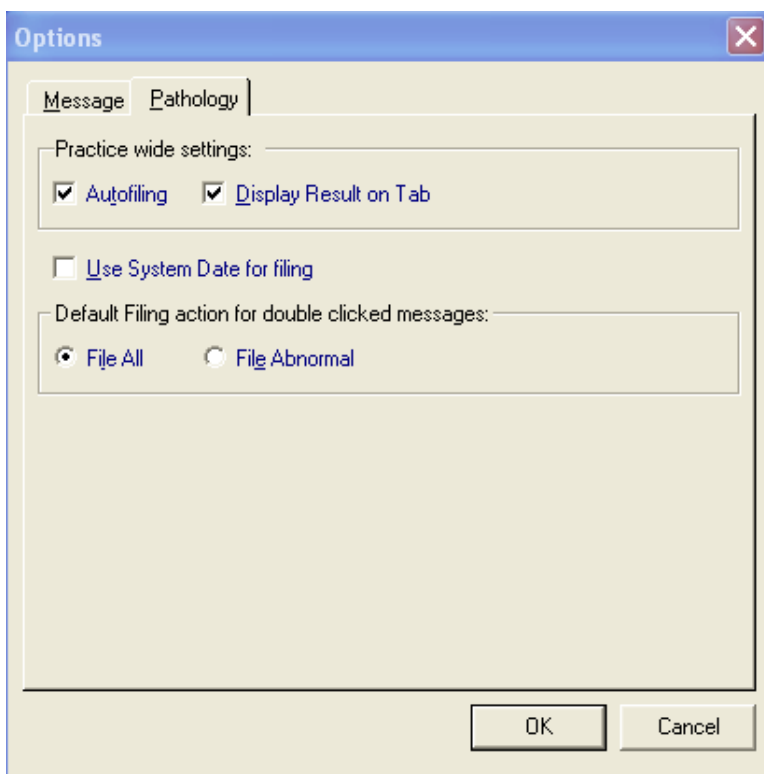 Options
Message Pathology
Practice wide settings:
Autofiling Display Result on Tab
Use System Date for filing
Default Filing action for double clicked messages:
File All File Abnormal
OK Cancel